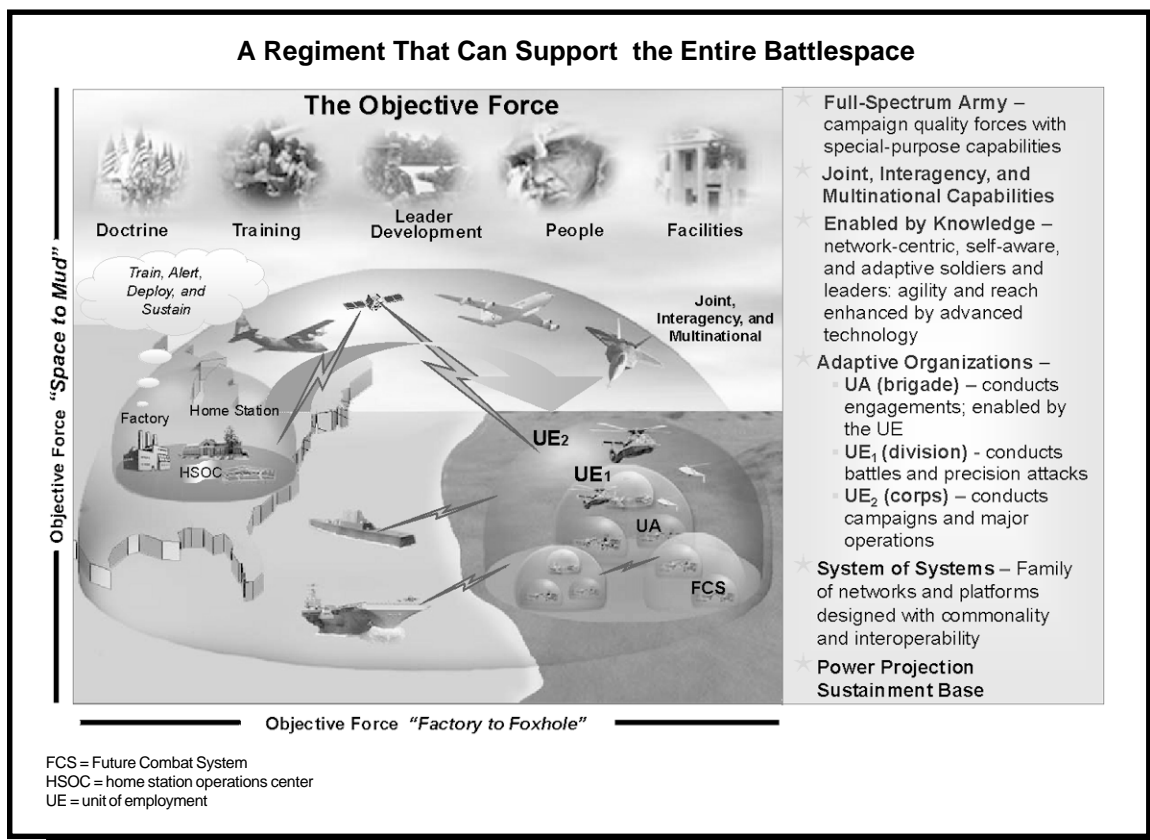 A Regiment That Can Support the Entire Battlespace
The Objective Force
Doctrine
Training
Leader
Development
People
Facilities
Train, Alert,
Deploy, and
Sustain
Joint,
Interagency, and
Multinational
Factory
Home Station
HSOC
UE2
UE1
UA
FCS
Objective Force "Space to Mud"
Objective Force "Factory to Foxhole"
Full-Spectrum Army –
campaign quality forces with
special-purpose capabilities
Joint, Interagency, and
Multinational Capabilities
Enabled by Knowledge –
network-centric, self-aware,
and adaptive soldiers and
leaders: agility and reach
enhanced by advanced
technology
Adaptive Organizations –
UA (brigade) – conducts
engagements; enabled by
the UE
UE1 (division) - conducts
battles and precision attacks
UE2 (corps) – conducts
campaigns and major
operations
System of Systems – Family
of networks and platforms
designed with commonality
and interoperability
Power Projection
Sustainment Base
FCS = Future Combat System
HSOC = home station operations center
UE = unit of employment